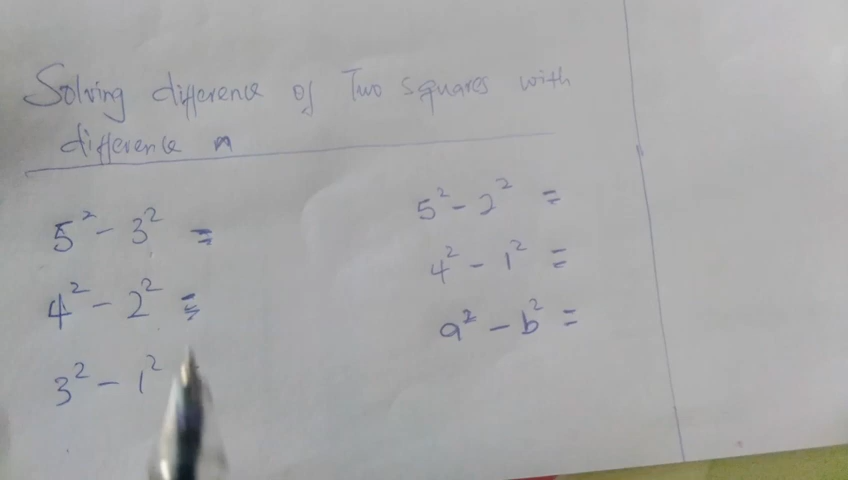 Solving difference of Two squares with
difference n
5² - 3² =
4² - 2² =
3² - 1²
5² - 2² =
4² - 1² =
a² - b² =